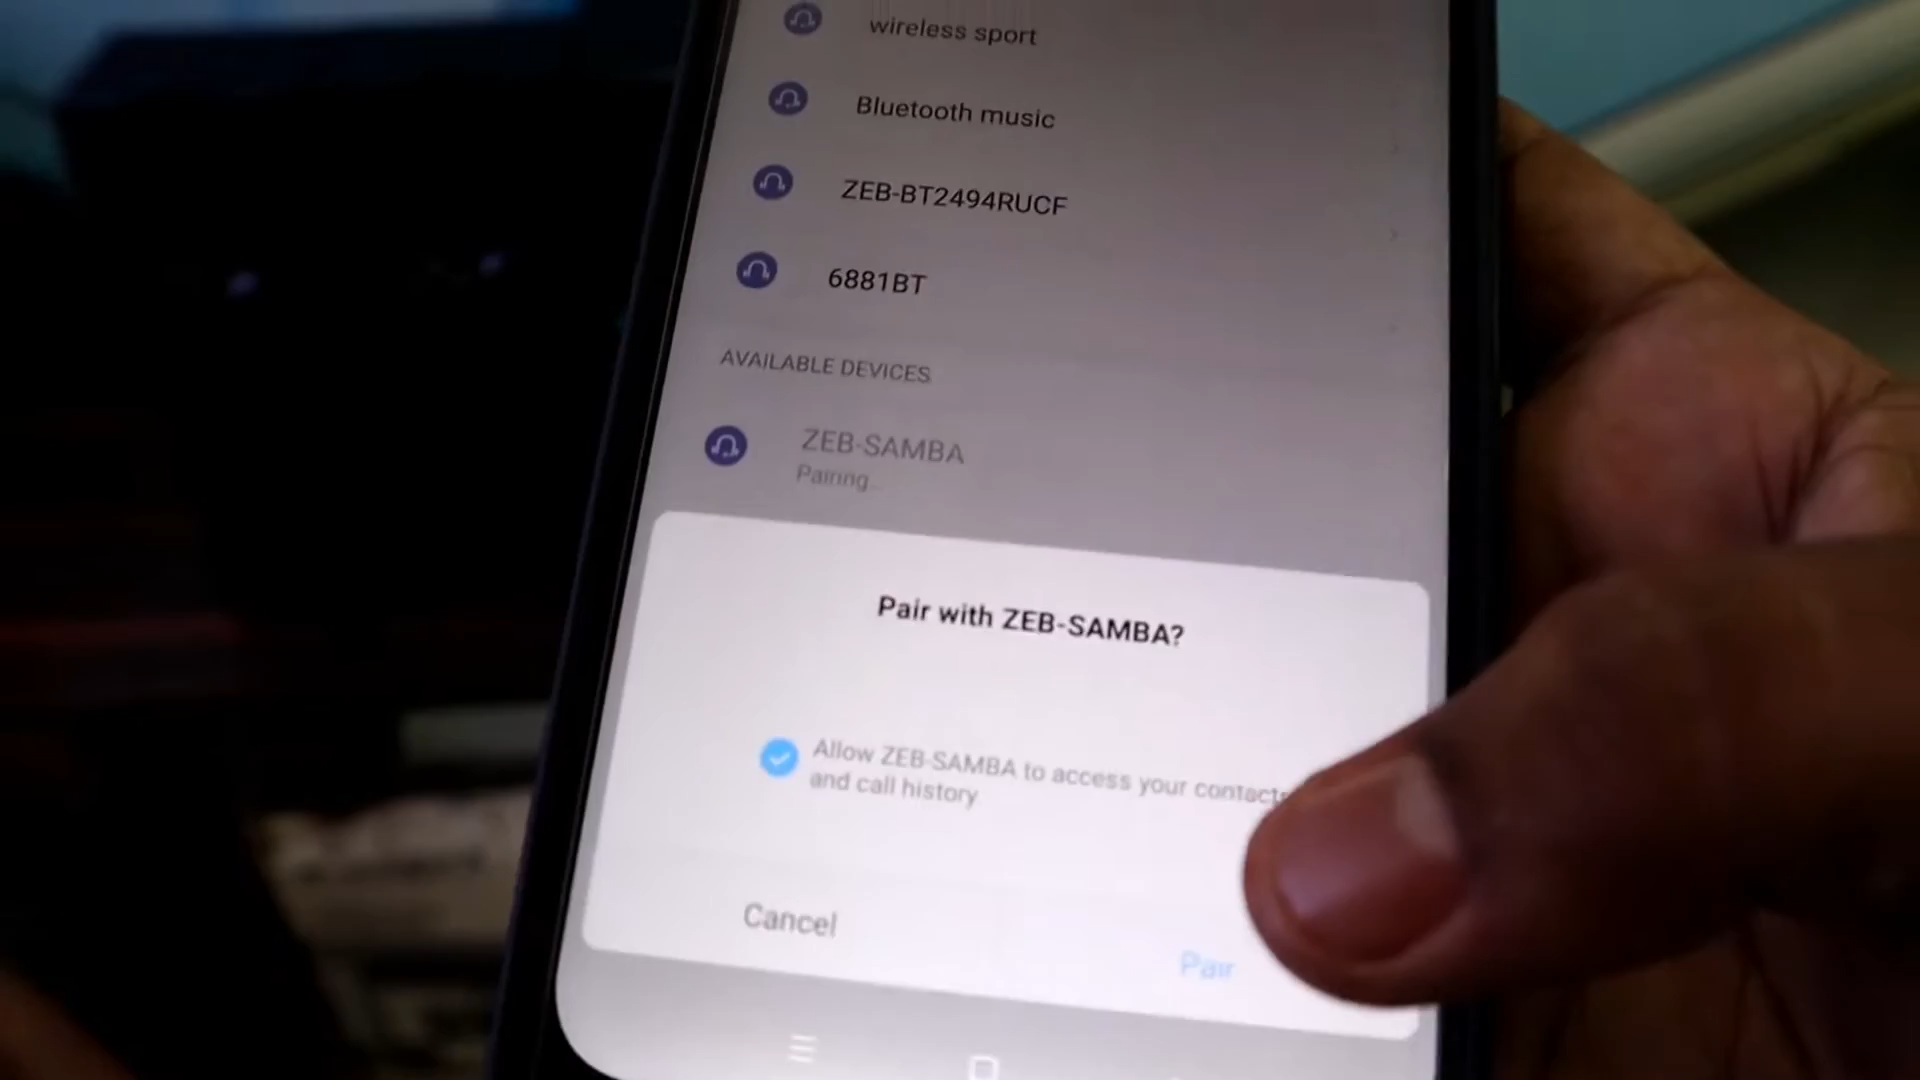 wireless sport
Bluetooth music
ZEB-BT2494RUCF
6881BT
AVAILABLE DEVICES
ZEB-SAMBA
Pairing..
Pair with ZEB-SAMBA?
Allow ZEB-SAMBA to access your contacts
and call history
Cancel
Pair